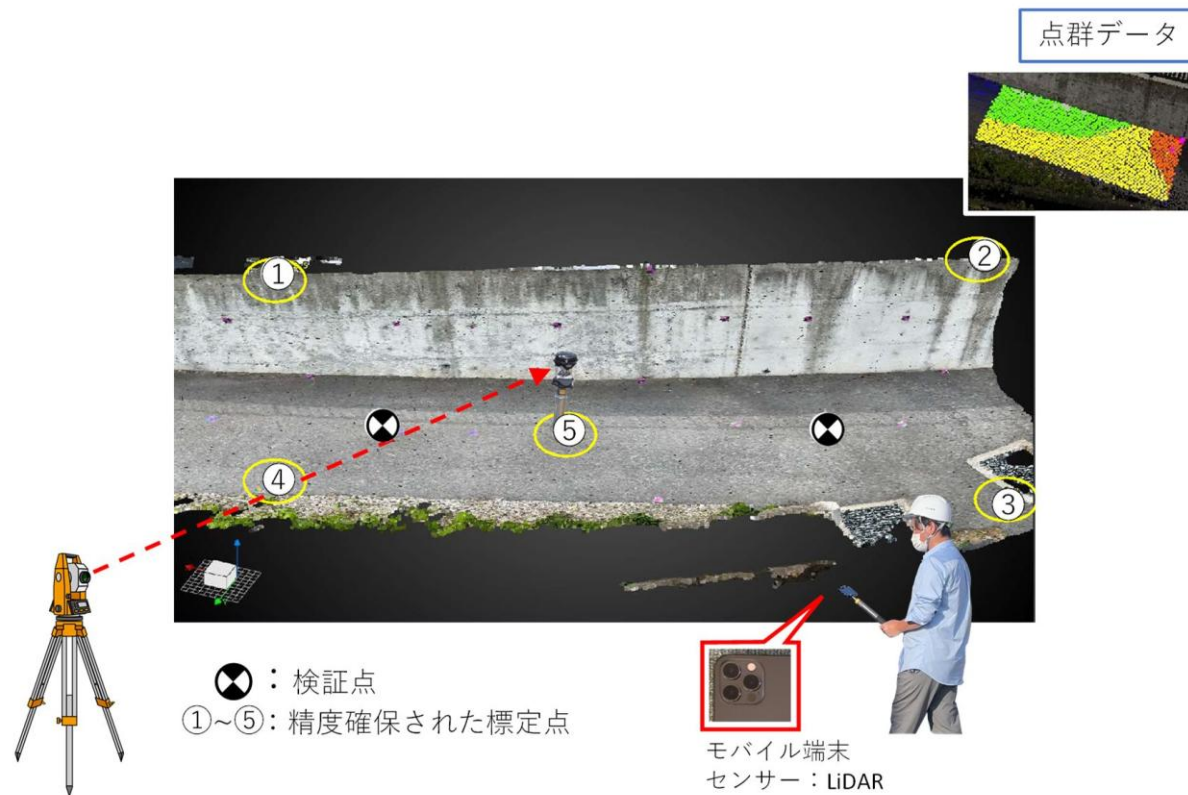 点群データ
①
②
⑤
④
③
：検証点
①~⑤：精度確保された標定点
モバイル端末
センサー：LiDAR